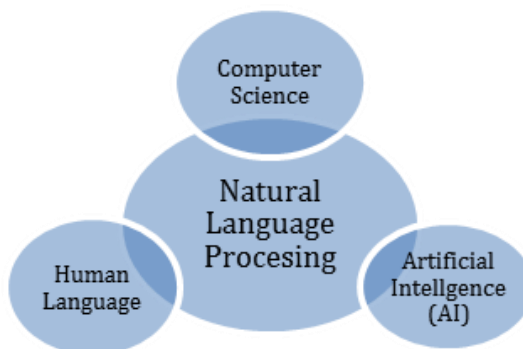 Computer
Science
Natural
Language
Procesing
Human
Language
Artificial
Intellgence
(AI)